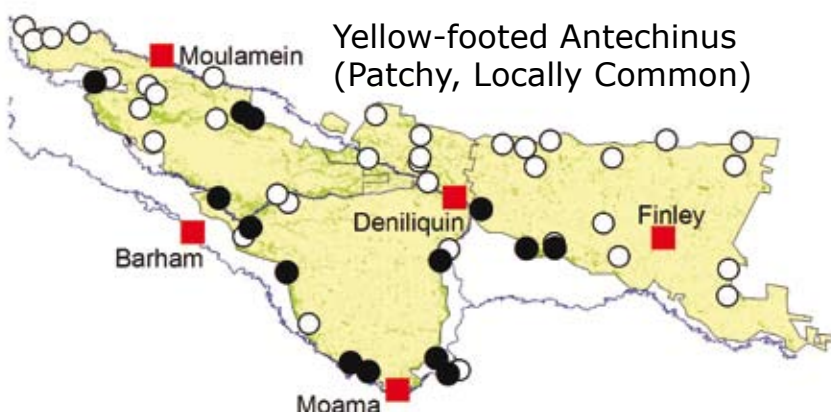 Yellow-footed Antechinus
(Patchy, Locally Common)
Moulamein
Deniliquin
Finley
Barham
Moama